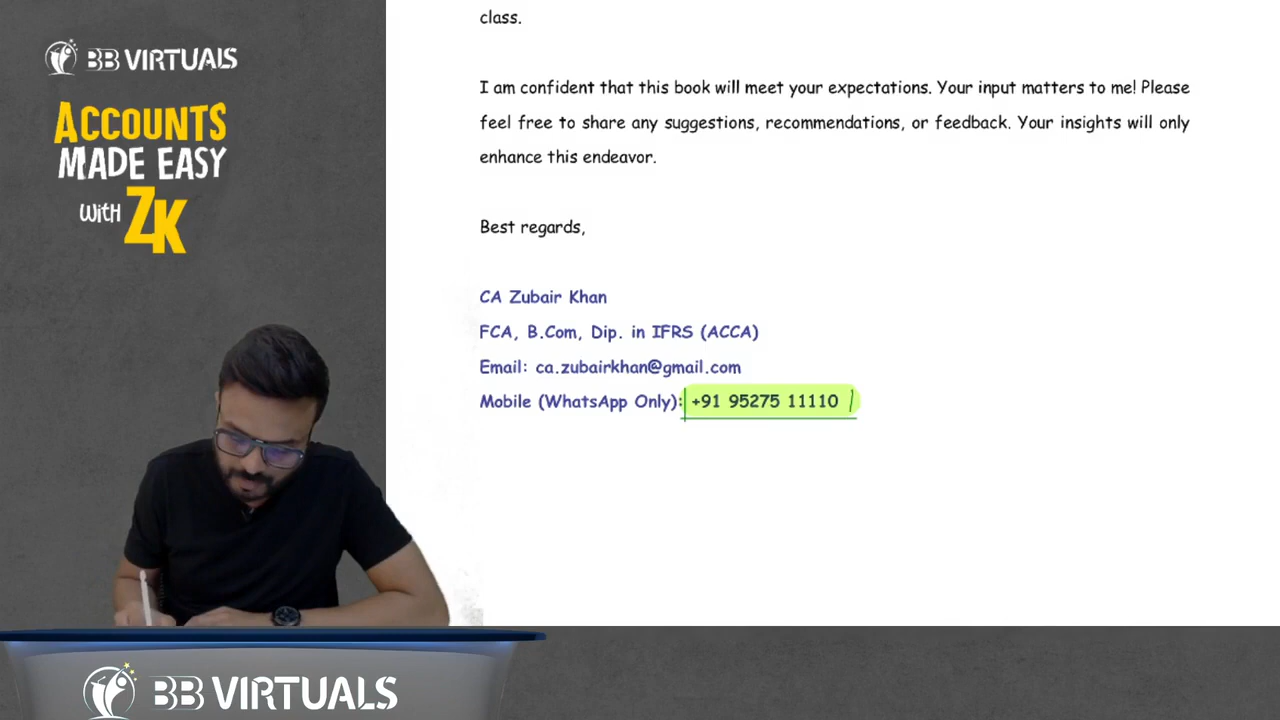 BB VIRTUALS
ACCOUNTS
MADE EASY
WITH ZK
class.
I am confident that this book will meet your expectations. Your input matters to me! Please
feel free to share any suggestions, recommendations, or feedback. Your insights will only
enhance this endeavor.
Best regards,
CA Zubair Khan
FCA, B.Com, Dip. in IFRS (ACCA)
Email: ca.zubairkhan@gmail.com
Mobile (WhatsApp Only): +91 95275 11110
BB VIRTUALS